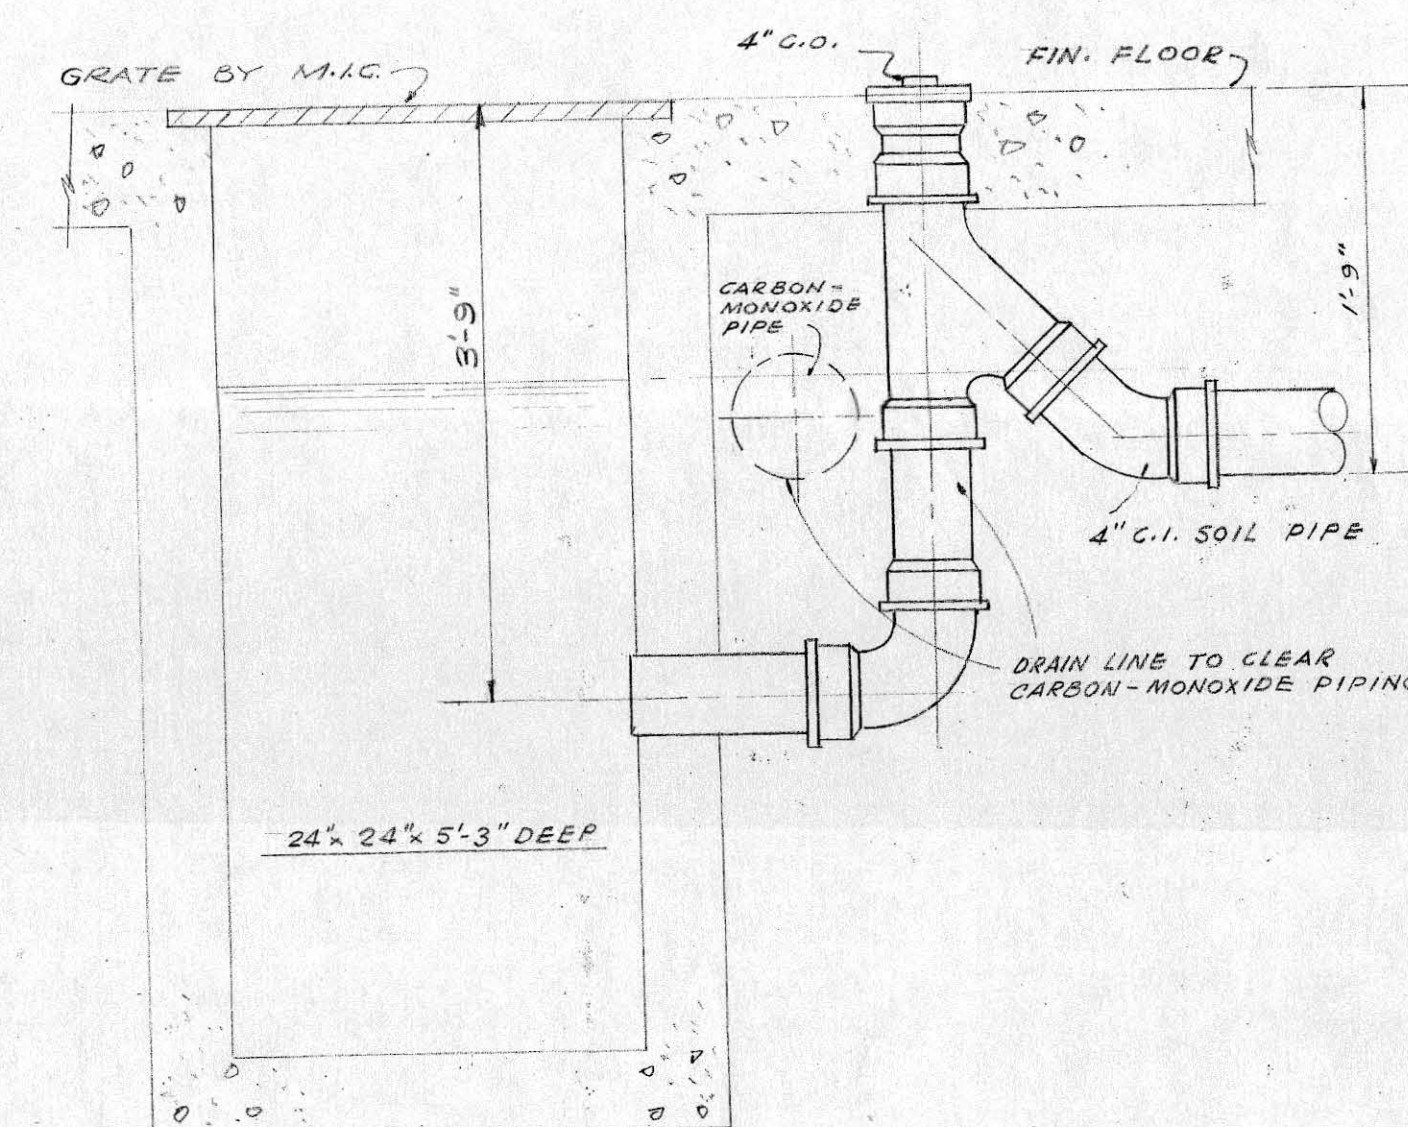 GRATE BY M.I.C.
4" C.O.
FIN. FLOOR
3'-9"
1'-9"
CARBON-
MONOXIDE
PIPE
4" C.I. SOIL PIPE
DRAIN LINE TO CLEAR
CARBON-MONOXIDE PIPING
24"x 24"x 5'-3" DEEP